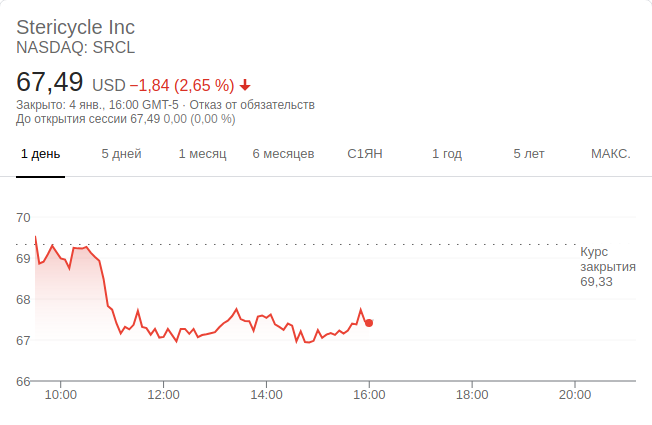 Stericycle Inc
NASDAQ: SRCL
67,49 USD −1,84 (2,65 %)
Закрыто: 4 янв., 16:00 GMT-5 · Отказ от обязательств
До открытия сессии 67,49 0,00 (0,00 %)
1 день 5 дней 1 месяц 6 месяцев С1ЯН 1 год 5 лет МАКС.
70
69
68
67
66
Курс
закрытия
69,33
10:00 12:00 14:00 16:00 18:00 20:00